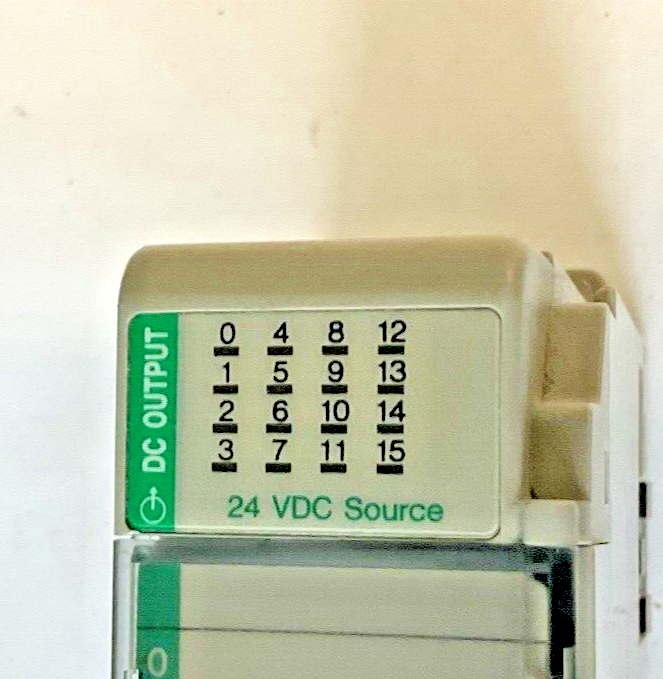 DC OUTPUT
0 4 8 12
1 5 9 13
2 6 10 14
3 7 11 15
24 VDC Source
O